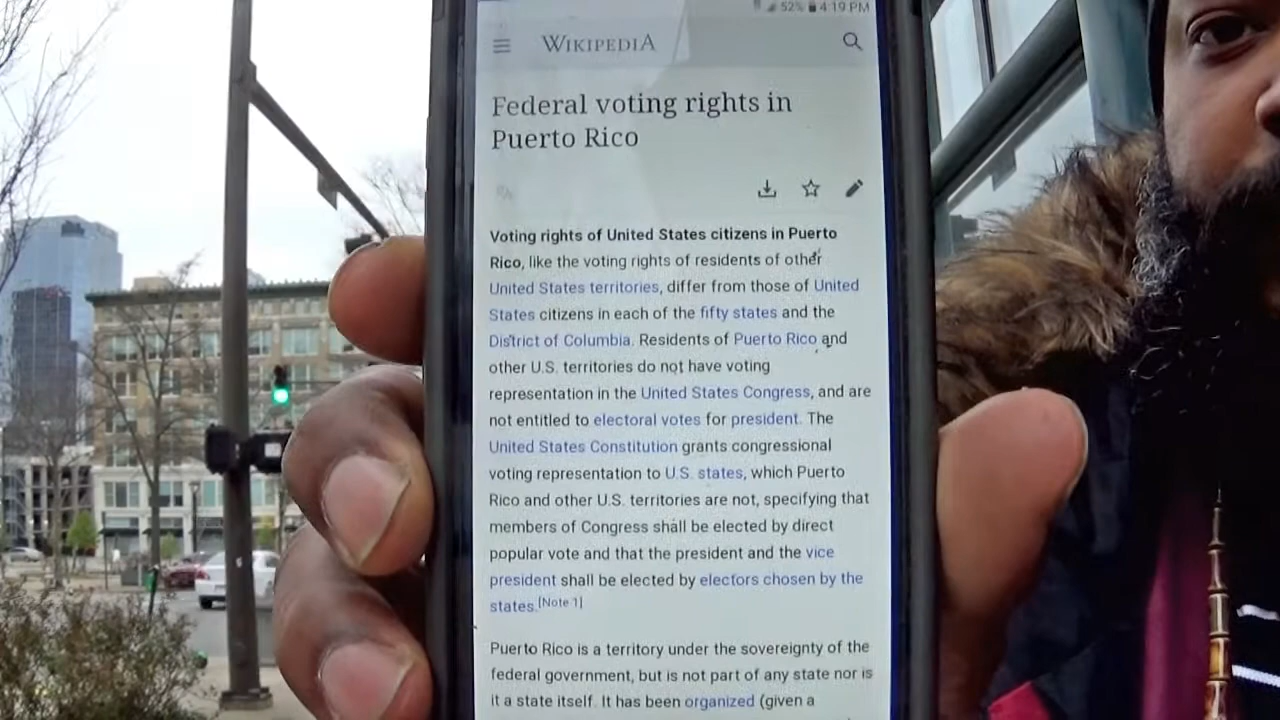 52% 4:19 PM
WIKIPEDIA
Federal voting rights in
Puerto Rico
Voting rights of United States citizens in Puerto
Rico, like the voting rights of residents of other
United States territories, differ from those of United
States citizens in each of the fifty states and the
District of Columbia. Residents of Puerto Rico and
other U.S. territories do not have voting
representation in the United States Congress, and are
not entitled to electoral votes for president. The
United States Constitution grants congressional
voting representation to U.S. states, which Puerto
Rico and other U.S. territories are not, specifying that
members of Congress shall be elected by direct
popular vote and that the president and the vice
president shall be elected by electors chosen by the
states.[Note 1]
Puerto Rico is a territory under the sovereignty of the
federal government, but is not part of any state nor is
it a state itself. It has been organized (given a